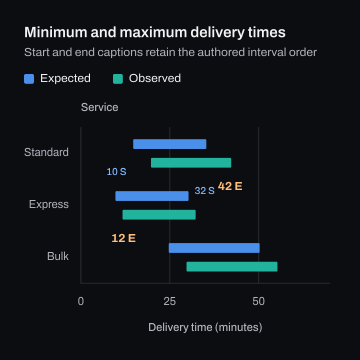 Minimum and maximum delivery times
Start and end captions retain the authored interval order
Expected Observed
Service
Standard
10 S
32 S 42 E
Express
12 E
Bulk
0 25 50
Delivery time (minutes)